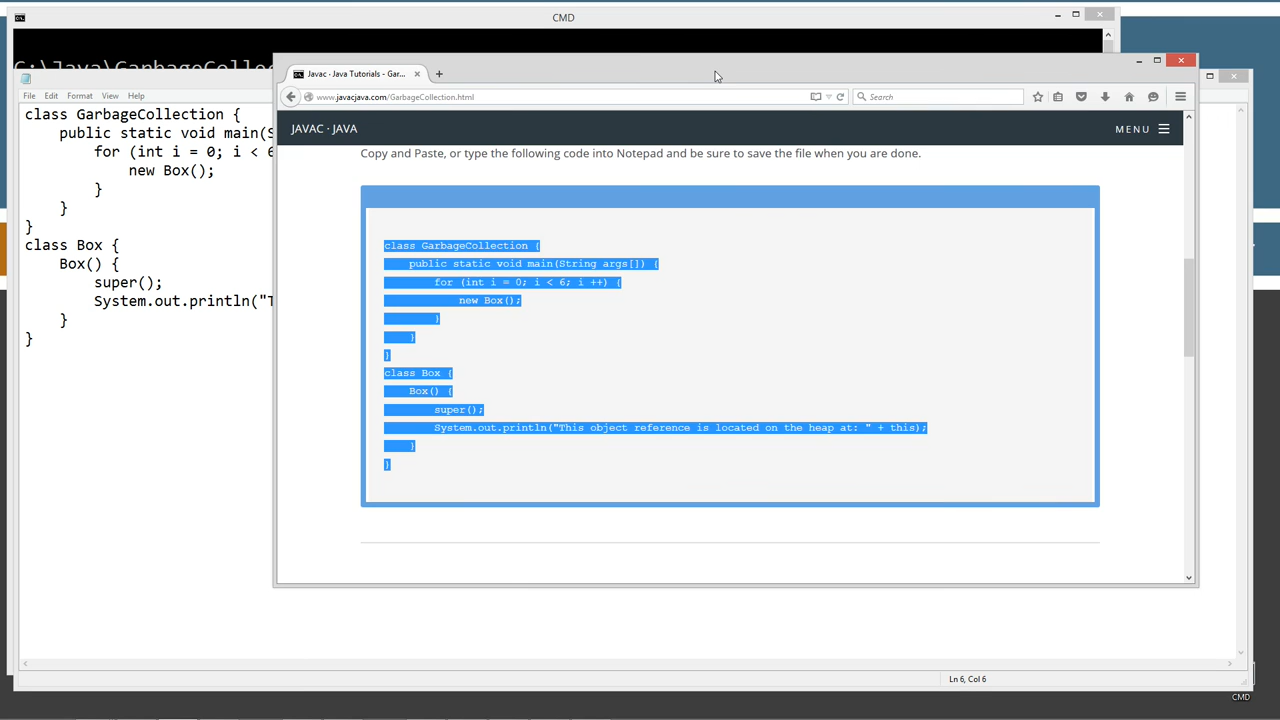 CMD
C:\Java\GarbageCollec
File Edit Format View Help
class GarbageCollection {
public static void main(S
for (int i = 0; i < 6
new Box();
}
}
}
class Box {
Box() {
super();
System.out.println("T
}
}
Javac · Java Tutorials - Gar...
www.javacjava.com/GarbageCollection.html
Search
JAVAC · JAVA
MENU
Copy and Paste, or type the following code into Notepad and be sure to save the file when you are done.
class GarbageCollection {
public static void main(String args[]) {
for (int i = 0; i < 6; i ++) {
new Box();
}
}
}
class Box {
Box() {
super();
System.out.println("This object reference is located on the heap at: " + this);
}
}
Ln 6, Col 6
CMD